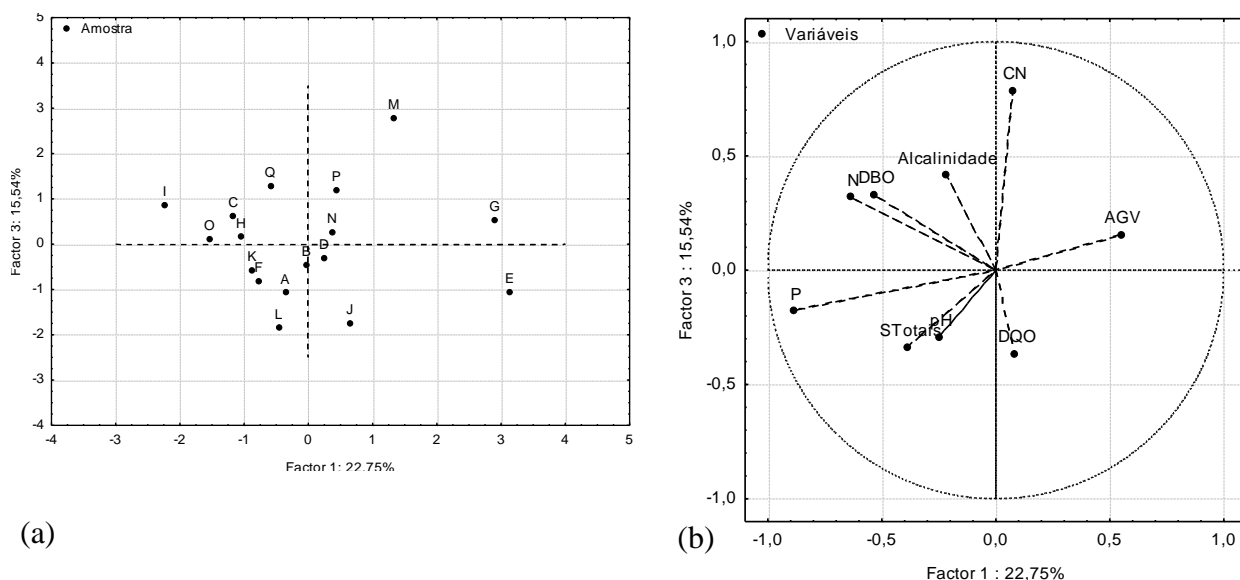 5
Amostra
4
3
2
1
0
-1
-2
-3
-4
Factor 3: 15,54%
M
I
Q
P
C
G
O
H
N
D
B
K
F
A
E
L
J
-4
-3
-2
-1
0
1
2
3
4
5
Factor 1: 22,75%
(a)
Variáveis
1,0
0,5
0,0
-0,5
-1,0
Factor 3 : 15,54%
CN
Alcalinidade
N
DBO
AGV
P
STotais
pH
DQO
-1,0
-0,5
0,0
0,5
1,0
Factor 1 : 22,75%
(b)